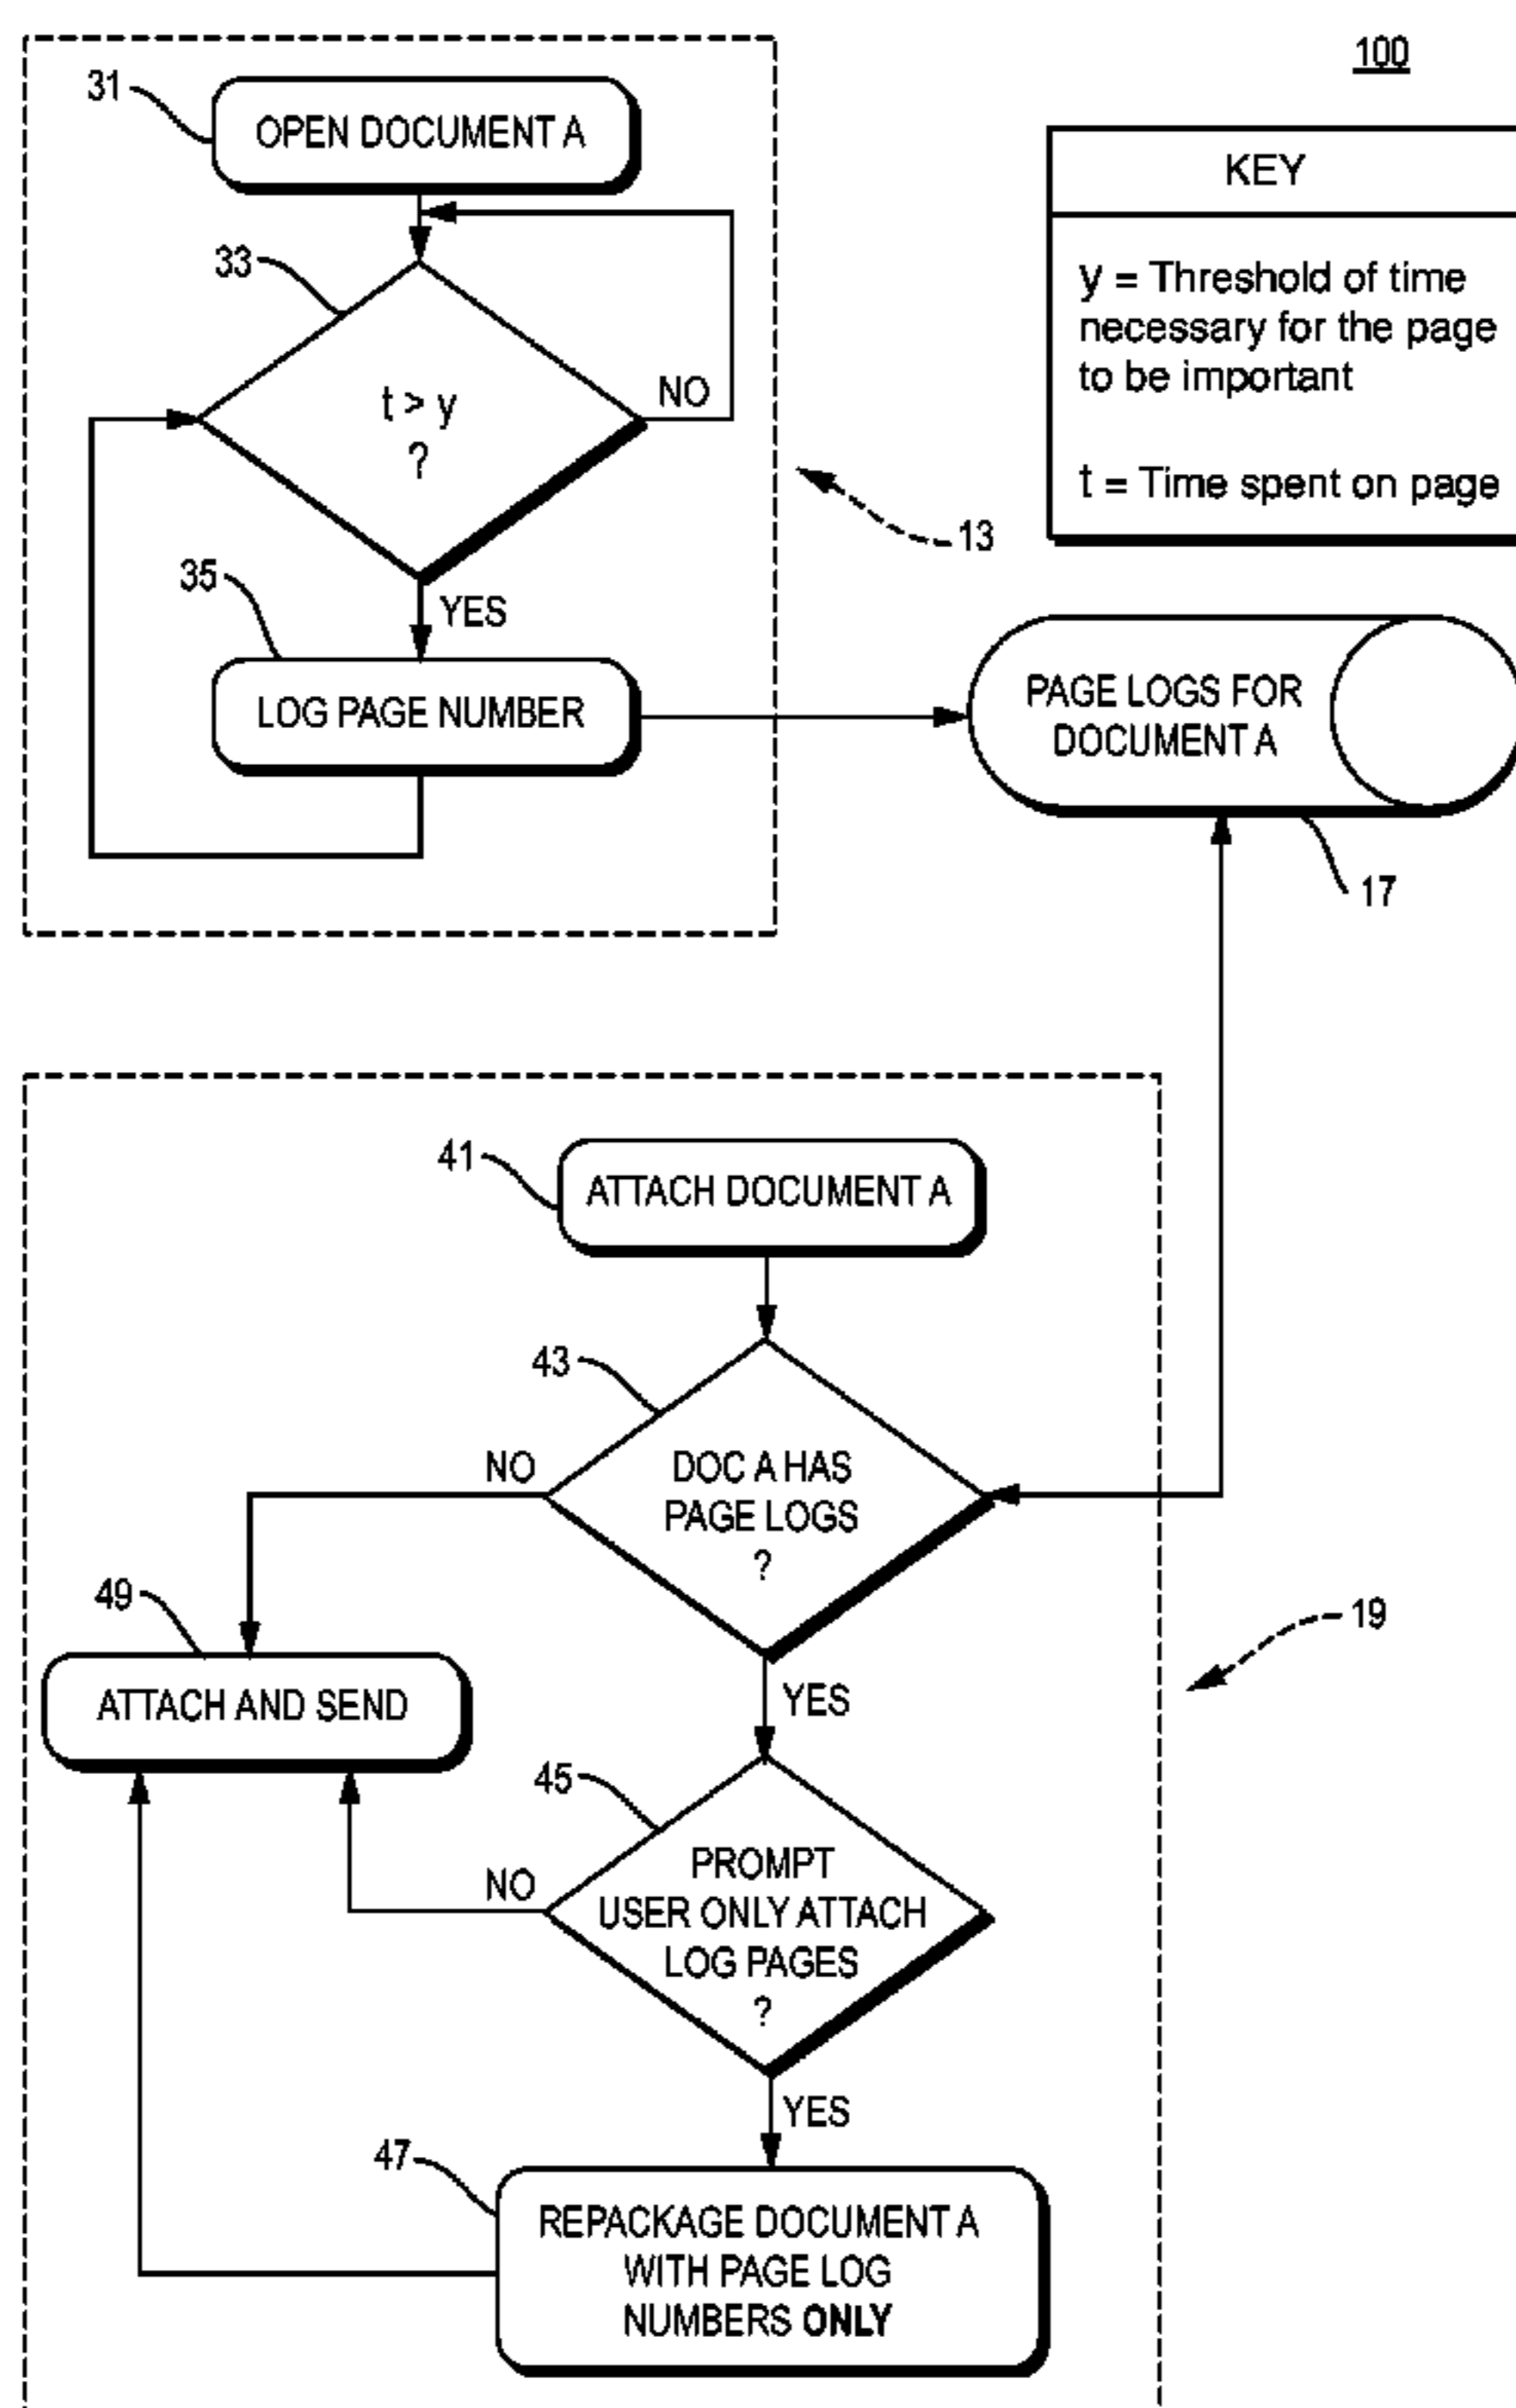 100
31
OPEN DOCUMENT A
33
t > y
?
NO
YES
35
LOG PAGE NUMBER
13
KEY
y = Threshold of time
necessary for the page
to be important
t = Time spent on page
PAGE LOGS FOR
DOCUMENT A
17
41
ATTACH DOCUMENT A
43
DOC A HAS
PAGE LOGS
?
NO
YES
49
ATTACH AND SEND
19
45
PROMPT
USER ONLY ATTACH
LOG PAGES
?
NO
YES
47
REPACKAGE DOCUMENT A
WITH PAGE LOG
NUMBERS ONLY